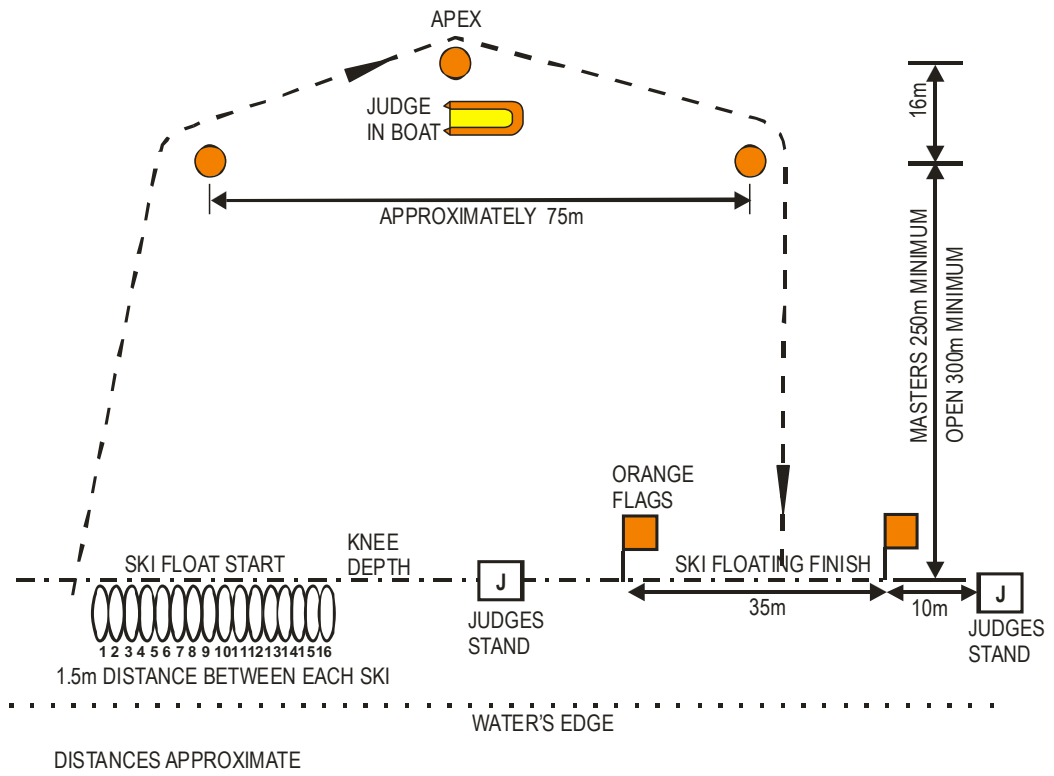 APEX
JUDGE
IN BOAT
16m
APPROXIMATELY 75m
MASTERS 250m MINIMUM
OPEN 300m MINIMUM
ORANGE
FLAGS
SKI FLOAT START
KNEE
DEPTH
SKI FLOATING FINISH
J
J
35m
10m
JUDGES
STAND
JUDGES
STAND
1 2 3 4 5 6 7 8 9 10 11 12 13 14 15 16
1.5m DISTANCE BETWEEN EACH SKI
WATER'S EDGE
DISTANCES APPROXIMATE